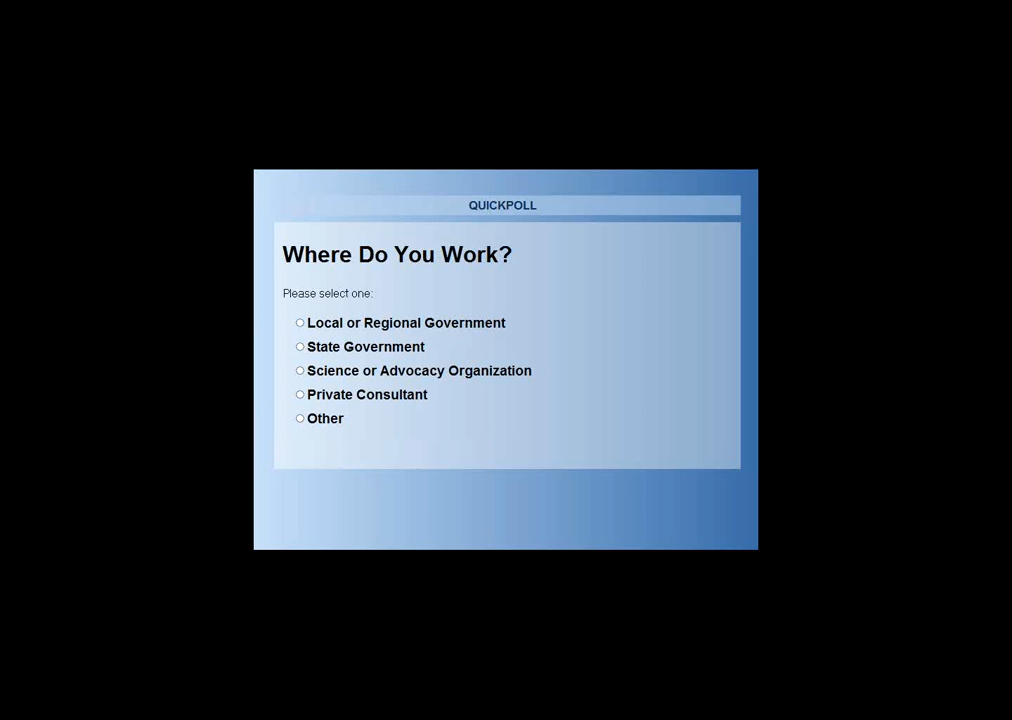 QUICKPOLL
Where Do You Work?
Please select one:
Local or Regional Government
State Government
Science or Advocacy Organization
Private Consultant
Other